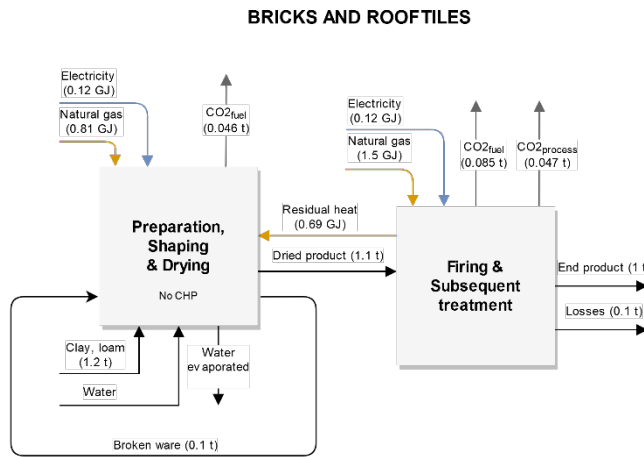 BRICKS AND ROOFTILES
Electricity
(0.12 GJ)
Natural gas
(0.81 GJ)
CO2fuel
(0.046 t)
Electricity
(0.12 GJ)
Natural gas
(1.5 GJ)
CO2fuel
(0.085 t)
CO2process
(0.047 t)
Preparation,
Shaping
& Drying
No CHP
Residual heat
(0.69 GJ)
Dried product (1.1 t)
Firing &
Subsequent
treatment
End product (1 t)
Losses (0.1 t)
Clay, loam
(1.2 t)
Water
Water
evaporated
Broken ware (0.1 t)